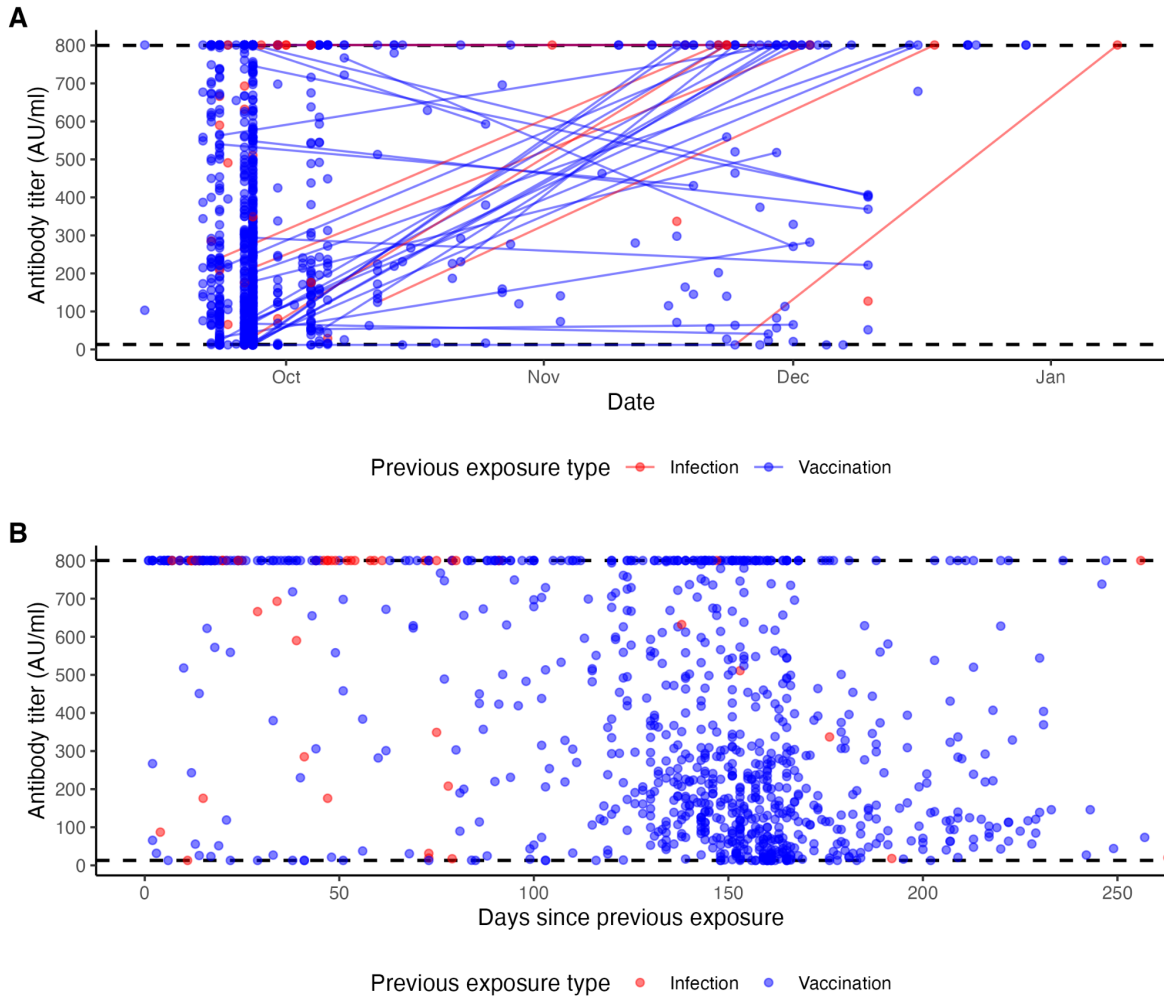 A
Antibody titer (AU/ml)
800
700
600
500
400
300
200
100
0
Oct Nov Dec Jan
Date
Previous exposure type Infection Vaccination
B
Antibody titer (AU/ml)
800
700
600
500
400
300
200
100
0
0 50 100 150 200 250
Days since previous exposure
Previous exposure type Infection Vaccination